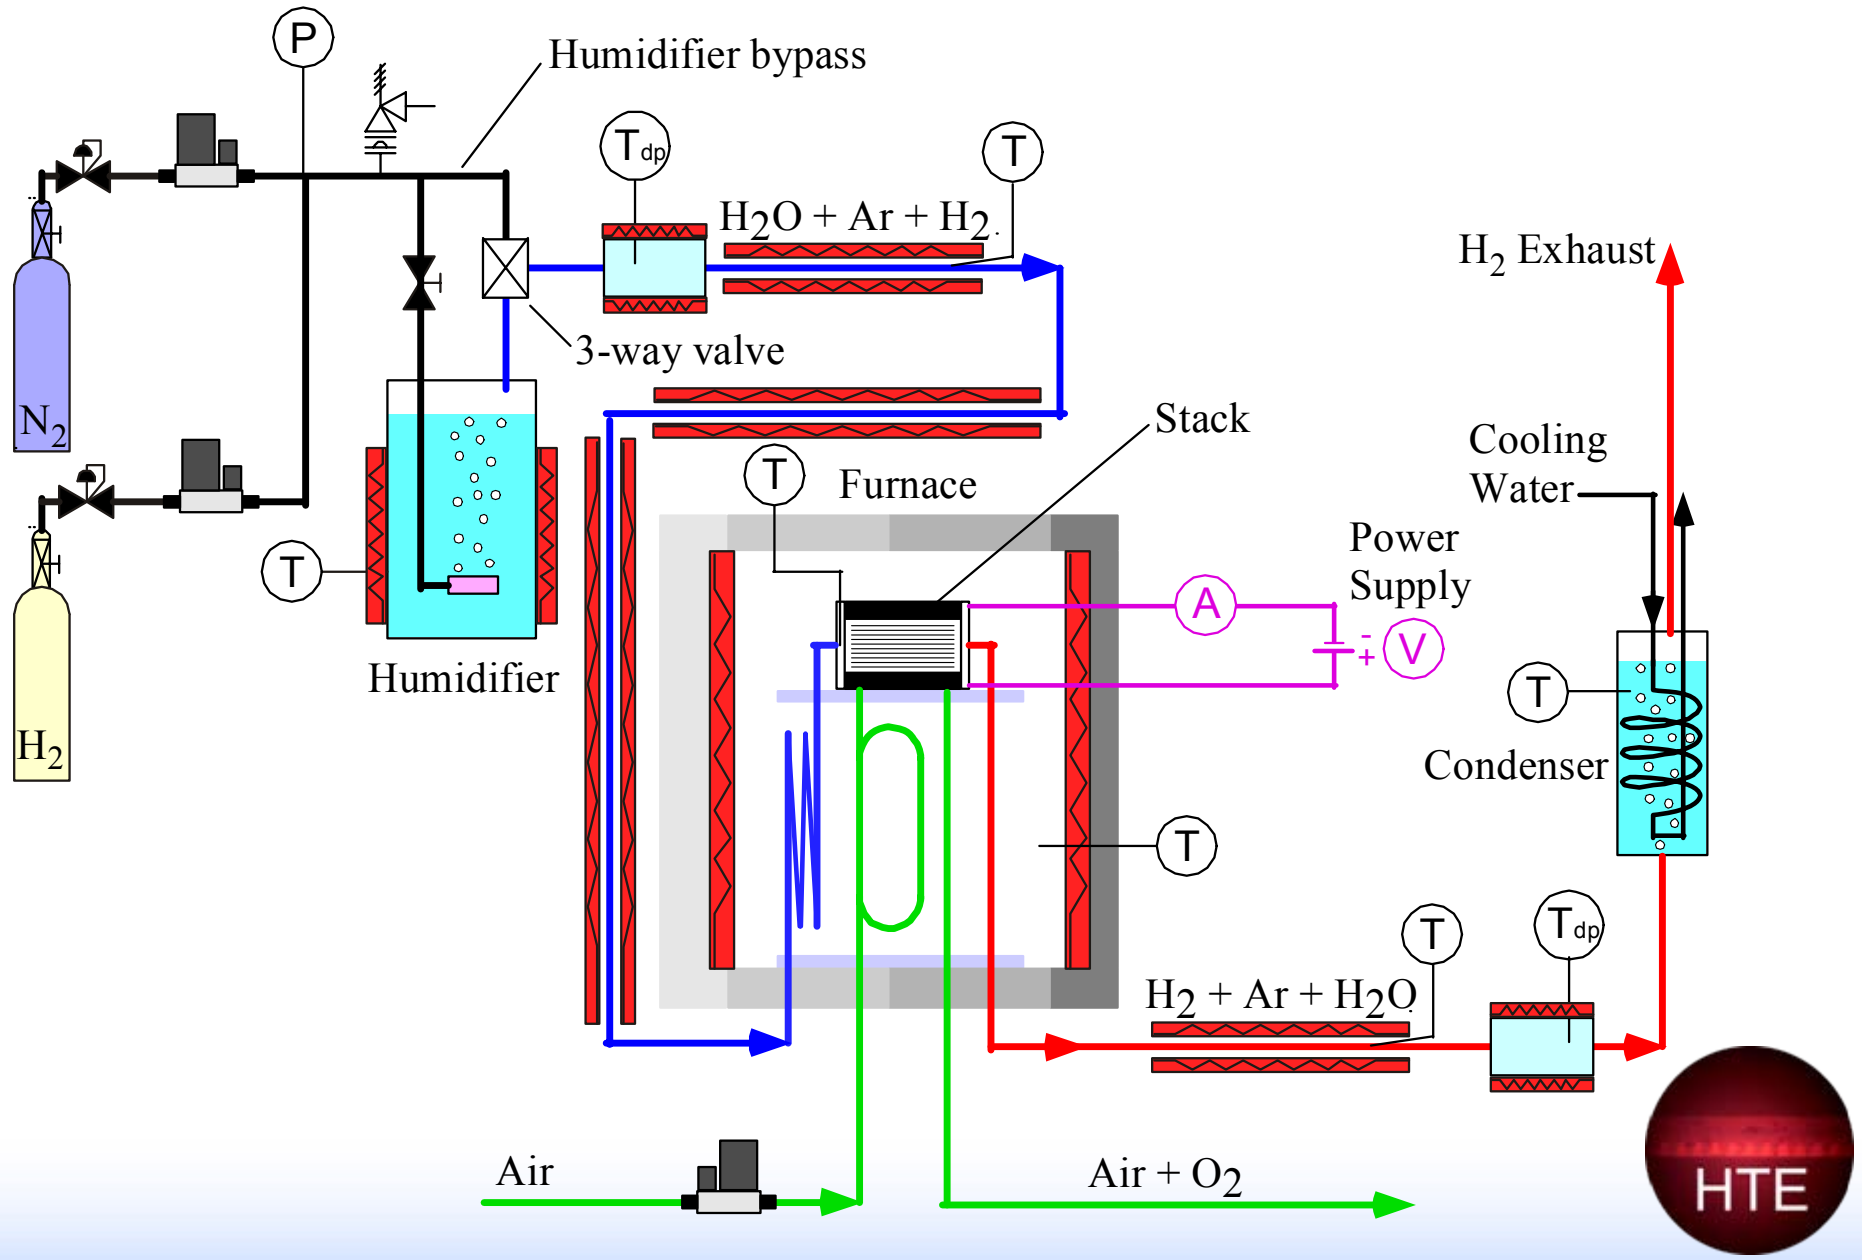 P
Humidifier bypass
Tdp
T
H2O + Ar + H2
H2 Exhaust
3-way valve
N2
Stack
Cooling
Water
T
Furnace
Power
Supply
T
A
- 
+
V
Humidifier
T
H2
Condenser
T
T
Tdp
H2 + Ar + H2O
Air
Air + O2
HTE